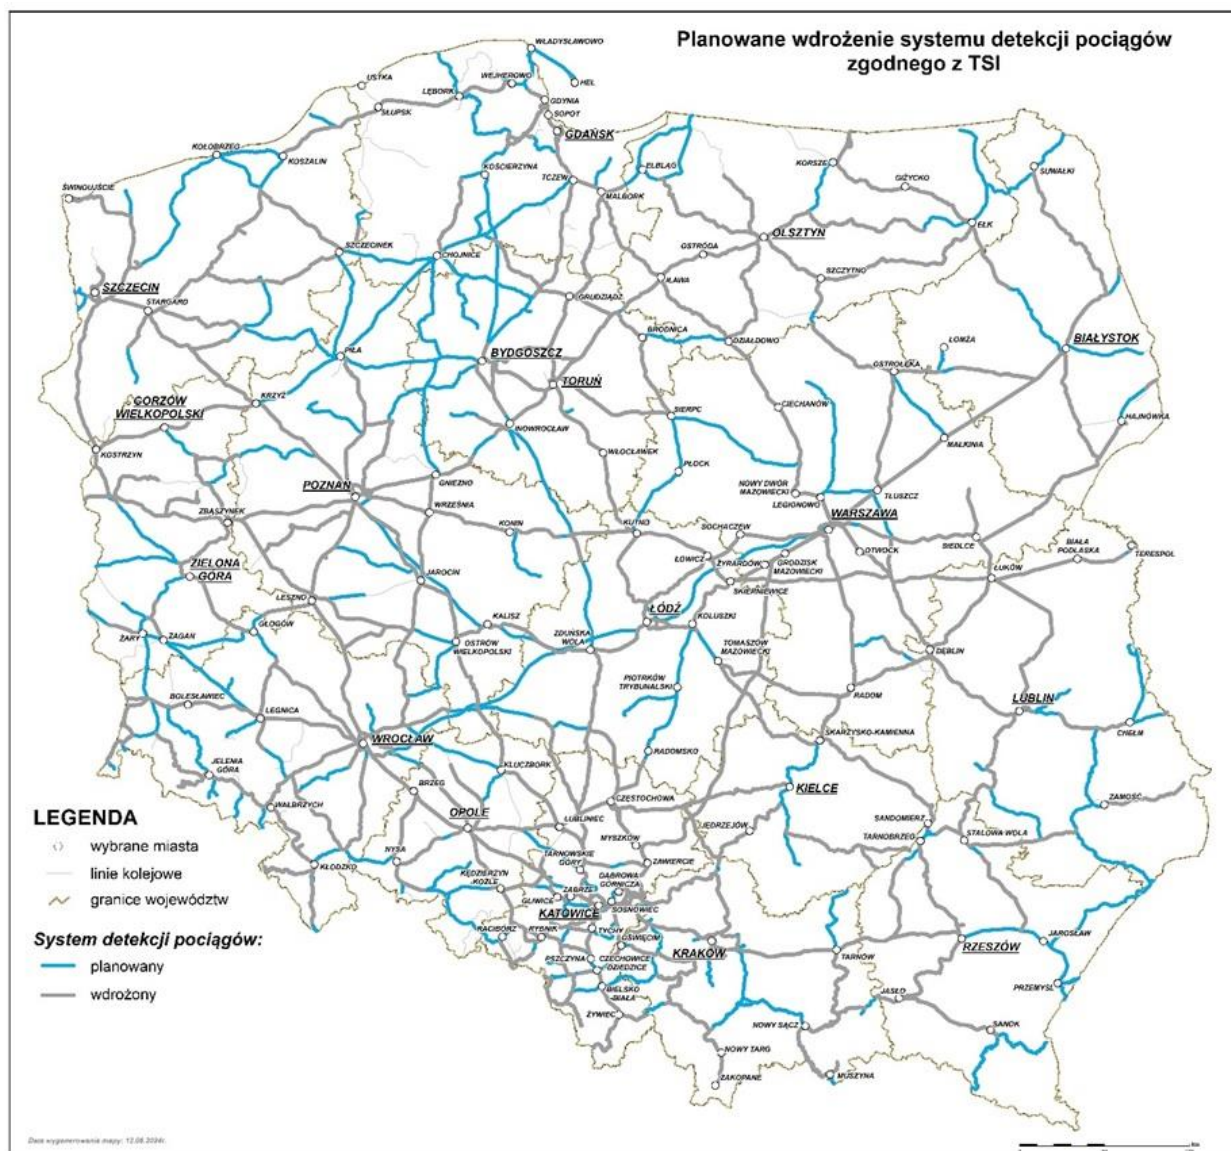 Planowane wdrożenie systemu detekcji pociągów
zgodnego z TSI
WŁADYSŁAWOWO
USTKA
WEJHEROWO
HEL
LĘBORK
GDYNIA
SŁUPSK
SOPOT
GDAŃSK
KOŁOBRZEG
KOSZALIN
KOŚCIERZYNA
ELBLĄG
KORSZE
SUWAŁKI
ŚWINOUJŚCIE
TCZEW
MALBORK
GIŻYCKO
EŁK
OLSZTYN
SZCZECINEK
CHOJNICE
OSTRÓDA
SZCZYTNO
IŁAWA
SZCZECIN
STARGARD
GRUDZIĄDZ
BRODNICA
DZIAŁDOWO
BIAŁYSTOK
ŁOMŻA
PIŁA
BYDGOSZCZ
OSTROŁĘKA
TORUŃ
GORZÓW
WIELKOPOLSKI
KRZYŻ
CIECHANÓW
SIERPC
HAJNÓWKA
INOWROCŁAW
MAŁKINIA
KOSTRZYN
WŁOCŁAWEK
PŁOCK
GNIEZNO
POZNAŃ
NOWY DWÓR
MAZOWIECKI
LEGIONOWO
TŁUSZCZ
ZBĄSZYNEK
WRZEŚNIA
KONIN
KUTNO
SOCHACZEW
WARSZAWA
SIEDLCE
BIAŁA
PODLASKA
TERESPOL
ŁOWICZ
ŻYRARDÓW
GRODZISK
MAZOWIECKI
OTWOCK
ZIELONA
GÓRA
JAROCIN
SKIERNIEWICE
ŁUKÓW
LESZNO
ŁÓDŹ
KOLUSZKI
KALISZ
GŁOGÓW
ŻARY
ŻAGAŃ
OSTRÓW
WIELKOPOLSKI
ZDUŃSKA
WOLA
TOMASZÓW
MAZOWIECKI
DĘBLIN
PIOTRKÓW
TRYBUNALSKI
RADOM
BOLESŁAWIEC
LEGNICA
LUBLIN
CHEŁM
WROCŁAW
SKARŻYSKO-KAMIENNA
RADOMSKO
JELENIA
GÓRA
KLUCZBORK
BRZEG
KIELCE
WAŁBRZYCH
CZĘSTOCHOWA
ZAMOŚĆ
OPOLE
LUBLINIEC
JĘDRZEJÓW
SANDOMIERZ
TARNOBRZEG
STALOWA WOLA
MYSZKÓW
NYSA
TARNOWSKIE
GÓRY
ZAWIERCIE
KŁODZKO
KĘDZIERZYN
-KOŹLE
DĄBROWA
GÓRNICZA
ZABRZE
GLIWICE
SOSNOWIEC
KATOWICE
RACIBÓRZ
RYBNIK
TYCHY
OŚWIĘCIM
KRAKÓW
TARNÓW
RZESZÓW
JAROSŁAW
PSZCZYNA
CZECHOWICE
DZIEDZICE
PRZEMYŚL
BIELSKO
-BIAŁA
JASŁO
ŻYWIEC
NOWY SĄCZ
SANOK
NOWY TARG
MUSZYNA
ZAKOPANE
LEGENDA
wybrane miasta
linie kolejowe
granice województw
System detekcji pociągów:
planowany
wdrożony
Data wygenerowania mapy: 12.08.2024r.
km